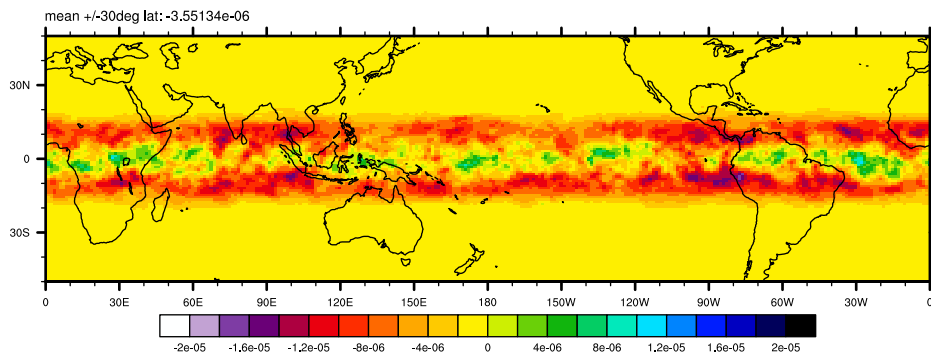 mean +/-30deg lat: -3.55134e-06
30N
0
30S
0 30E 60E 90E 120E 150E 180 150W 120W 90W 60W 30W 0
-2e-05 -1.6e-05 -1.2e-05 -8e-06 -4e-06 0 4e-06 8e-06 1.2e-05 1.6e-05 2e-05